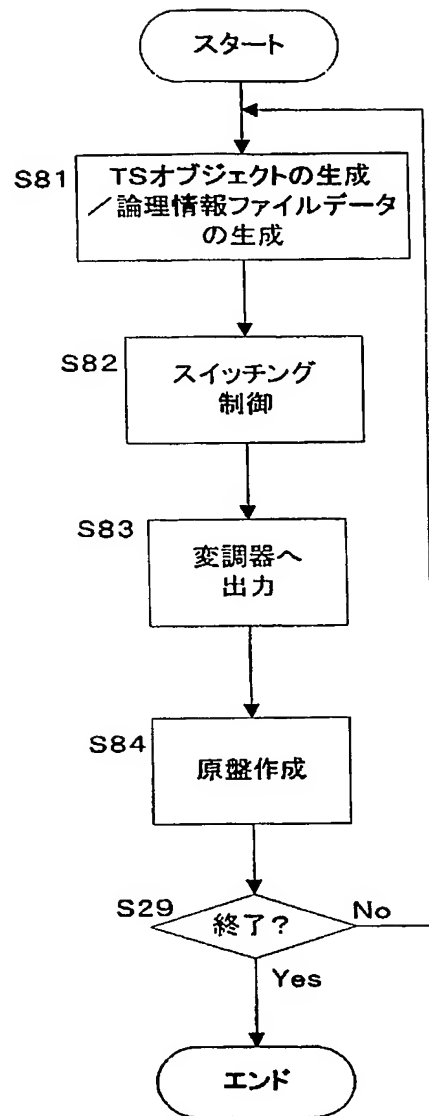 スタート
S81
TSオブジェクトの生成
／論理情報ファイルデータ
の生成
S82
スイッチング
制御
S83
変調器へ
出力
S84
原盤作成
S29
終了?
No
Yes
エンド